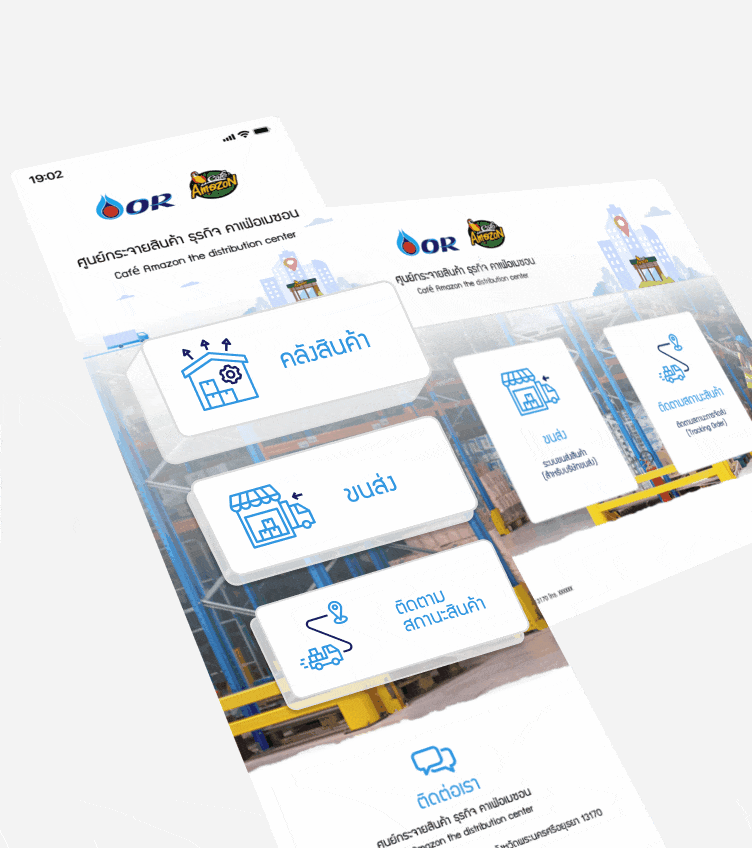 19:02
OR
Café
AmazoN
ศูนย์กระจายสินค้า ธุรกิจ คาเฟ่อเมซอน
Café Amazon the distribution center
คลังสินค้า
ขนส่ง
ติดตาม
สถานะสินค้า
ติดต่อเรา
ศูนย์กระจายสินค้า ธุรกิจ คาเฟ่อเมซอน
Amazon the distribution center
จังหวัดพระนครศรีอยุธยา 13170
OR
Café
AmazoN
ศูนย์กระจายสินค้า ธุรกิจ คาเฟ่อเมซอน
Café Amazon the distribution center
ขนส่ง
ระบบขนส่งสินค้า
(สำหรับบริษัทขนส่ง)
ติดตามสถานะสินค้า
ติดตามสถานะการจัดส่ง
(Tracking Order)
3170 โทร. xxxxxx